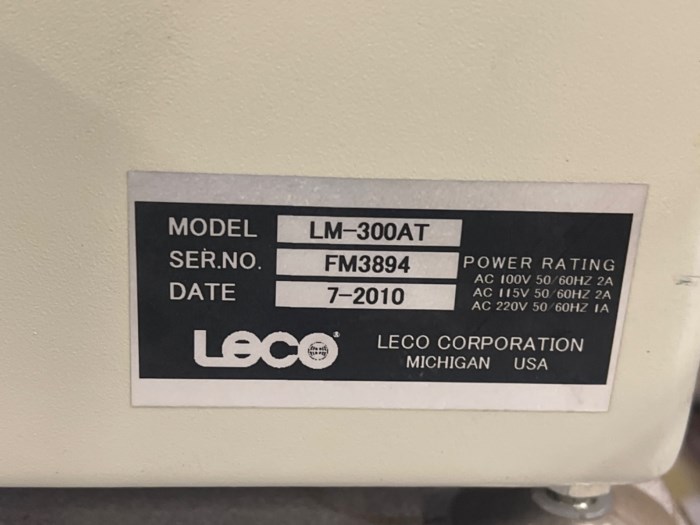 MODEL LM-300AT
SER.NO. FM3894
DATE 7-2010
POWER RATING
AC 100V 50/60HZ 2A
AC 115V 50/60HZ 2A
AC 220V 50/60HZ 1A
LECO®
LECO CORPORATION
MICHIGAN USA